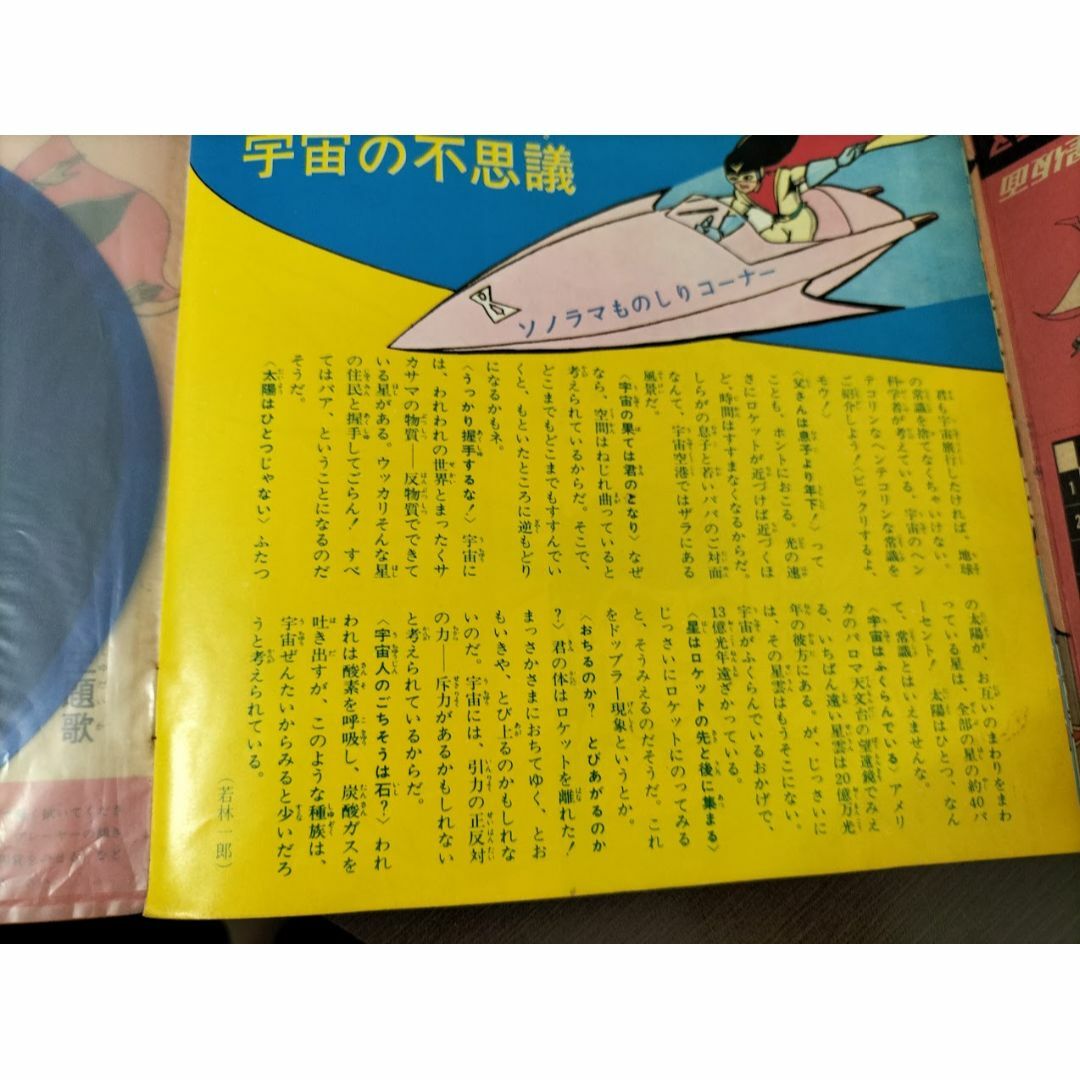 宇宙の不思議
ソノラマものしりコーナー
君も宇宙旅行したければ、地球
の常識を捨てなくちゃいけない。
科学者が考えている、宇宙のヘン
テコリンなヘンテコリンな常識を
ご紹介しよう！〈ビックリするよ、
モウ！
〈父さんは息子より年下！〉って
ことも、ホントにおこる。光の速
さにロケットが近づけば近づくほ
ど、時間はすすまなくなるからだ。
しらがの息子と若いパパのご対面
なんて、宇宙空港ではザラにある
風景だ。
〈宇宙の果ては君のとなり〉なぜ
なら、空間はねじれ曲っていると
考えられているからだ。そこで、
どこまでもどこまでもすすんでい
くと、もといたところに逆もどり
になるかもネ。
〈うっかり握手するな！〉宇宙に
は、われわれの世界とまったくサ
カサマの物質——反物質でできて
いる星がある。ウッカリそんな星
の住民と握手してごらん！　すべ
てはパア、ということになるのだ
そうだ。
〈太陽はひとつじゃない〉ふたつ
の太陽が、お互いのまわりをまわ
っている星は、全部の星の約40パ
ーセント！　太陽はひとつ、なん
て、常識とはいえませんな。
〈宇宙はふくらんでいる〉アメリ
カのパロマ天文台の望遠鏡でみえ
る、いちばん遠い星雲は20億万光
年の彼方にある。が、じっさいに
は、その星雲はもうそこにない。
宇宙がふくらんでいるおかげで、
13億光年遠ざかっている。
〈星はロケットの先と後に集まる〉
じっさいにロケットにのってみる
と、そうみえるのだそうだ。これ
をドップラー現象というとか。
〈おちるのか？　とびあがるのか
？〉君の体はロケットを離れた！
まっさかさまにおちてゆく、とお
もいきや、とび上るのかもしれな
いのだ。宇宙には、引力の正反対
の力——斥力があるかもしれない
と考えられているからだ。
〈宇宙人のごちそうは石？〉われ
われは酸素を呼吸し、炭酸ガスを
吐き出すが、このような種族は、
宇宙ぜんたいからみると少いだろ
うと考えられている。
（若林一郎）
題歌